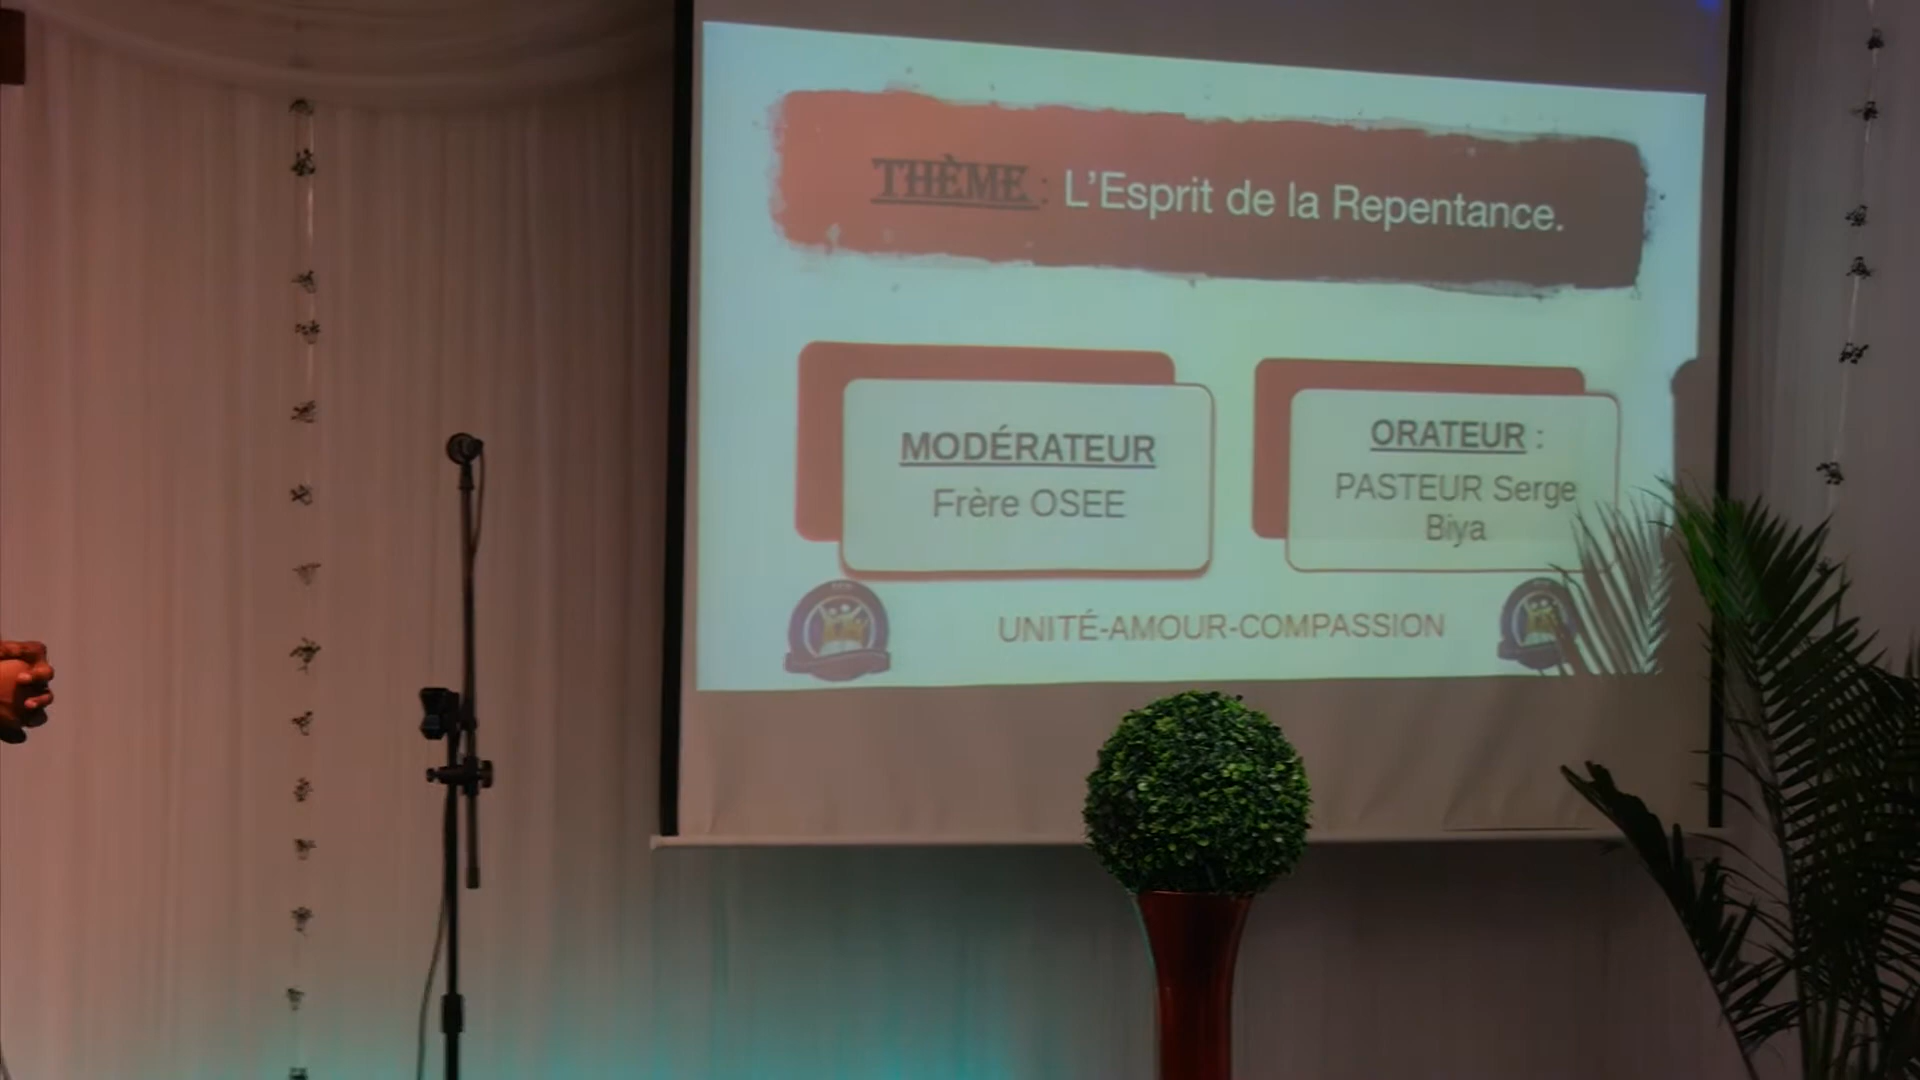 THÈME : L'Esprit de la Repentance.
MODÉRATEUR
Frère OSEE
ORATEUR :
PASTEUR Serge
Biya
UNITÉ-AMOUR-COMPASSION